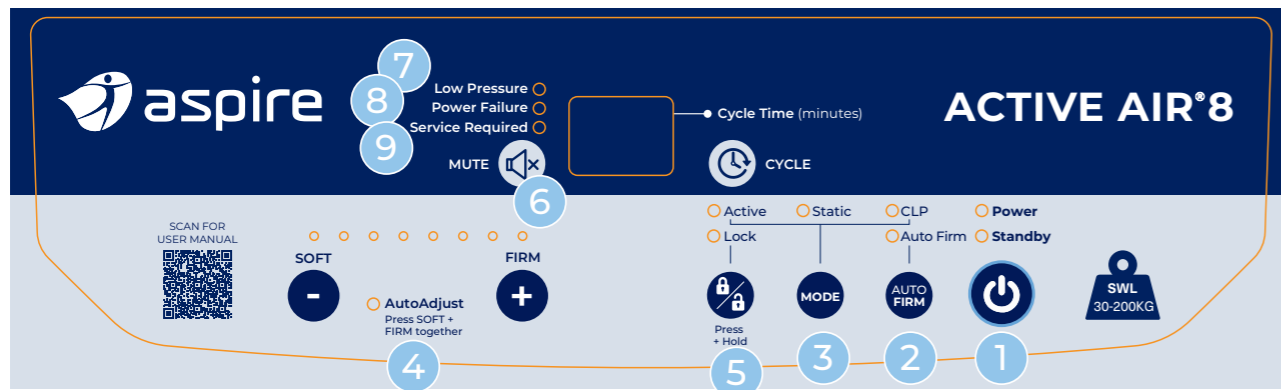 7
Low Pressure
8
Power Failure
9
Service Required
aspire
Cycle Time (minutes)
ACTIVE AIR®8
MUTE
6
CYCLE
SCAN FOR
USER MANUAL
SOFT
FIRM
-
+
AutoAdjust
Press SOFT +
FIRM together
4
Active
Static
CLP
Power
Lock
Auto Firm
Standby
MODE
AUTO
FIRM
SWL
30-200KG
Press
+ Hold
5
3
2
1